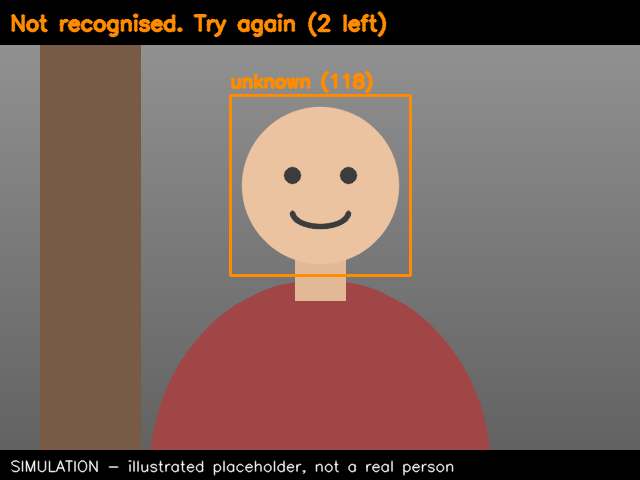 Not recognised. Try again (2 left)
unknown (118)
SIMULATION — illustrated placeholder, not a real person